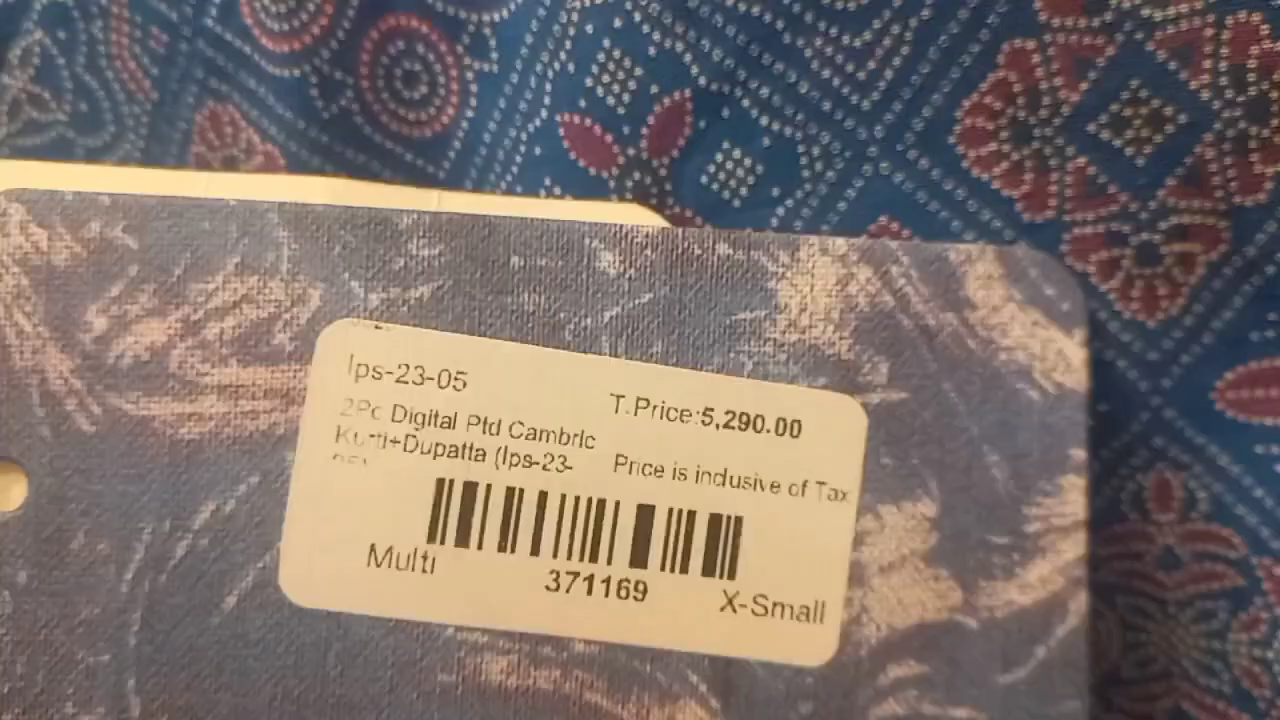 Ips-23-05
T.Price:5,290.00
2Pc Digital Ptd Cambric
Kurti+Dupatta (Ips-23-
Price is inclusive of Tax
Multi
371169
X-Small